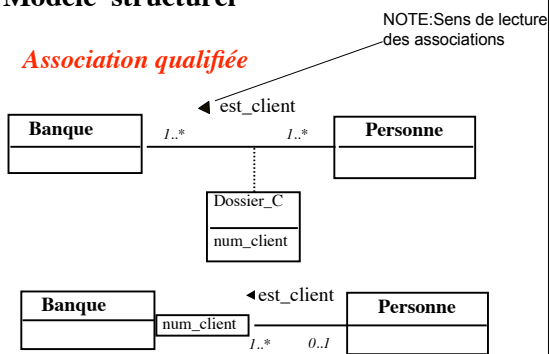 Modèle structurel
NOTE:Sens de lecture
des associations
Association qualifiée
est_client
Banque
1..*
1..*
Personne
Dossier_C
num_client
est_client
Banque
num_client
1..*
0..1
Personne